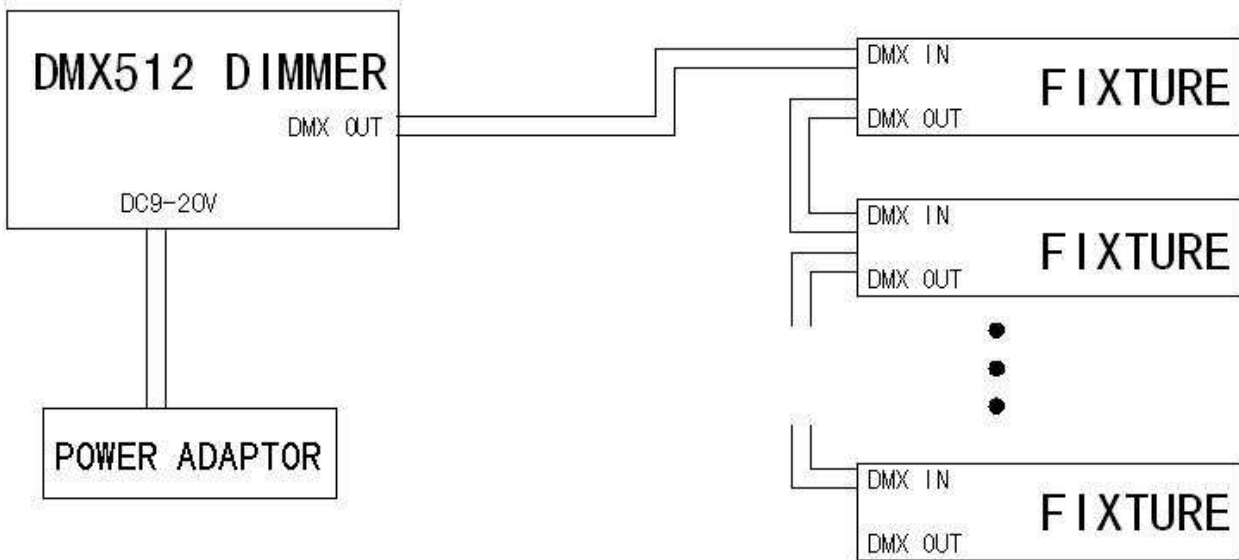 DMX512 DIMMER
DMX OUT
DC9-20V
POWER ADAPTOR
DMX IN
FIXTURE
DMX OUT
DMX IN
FIXTURE
DMX OUT
DMX IN
FIXTURE
DMX OUT